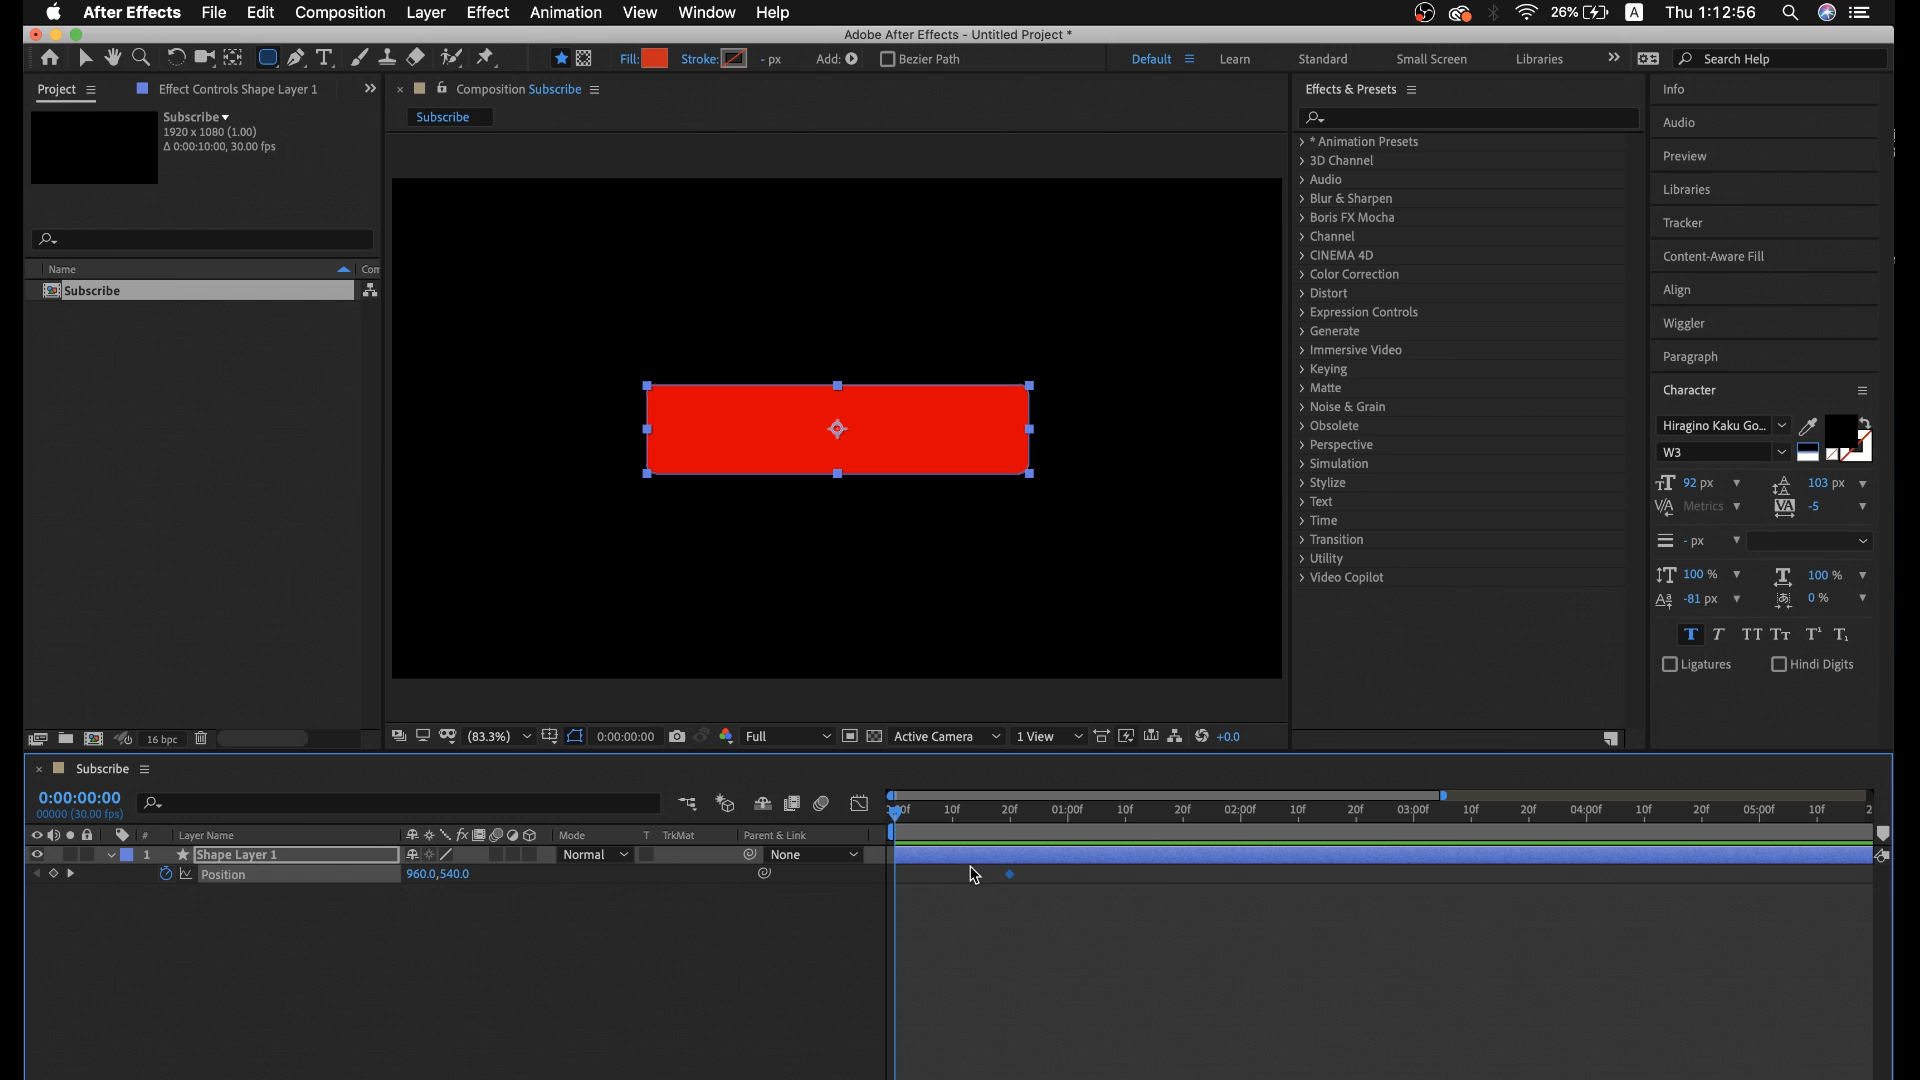 After Effects File Edit Composition Layer Effect Animation View Window Help 26% A Thu 1:12:56
Adobe After Effects - Untitled Project *
Fill: Stroke: - px Add: Bezier Path Default Learn Standard Small Screen Libraries Search Help
Project Effect Controls Shape Layer 1 Composition Subscribe Effects & Presets Info
Subscribe
1920 x 1080 (1.00)
Δ 0:00:10:00, 30.00 fps
Subscribe
Name Com
Subscribe
* Animation Presets
3D Channel
Audio
Blur & Sharpen
Boris FX Mocha
Channel
CINEMA 4D
Color Correction
Distort
Expression Controls
Generate
Immersive Video
Keying
Matte
Noise & Grain
Obsolete
Perspective
Simulation
Stylize
Text
Time
Transition
Utility
Video Copilot
Audio
Preview
Libraries
Tracker
Content-Aware Fill
Align
Wiggler
Paragraph
Character
Hiragino Kaku Go...
W3
92 px 103 px
Metrics -5
- px
100 % 100 %
-81 px 0 %
T T TT Tt T¹ T₁
Ligatures Hindi Digits
16 bpc (83.3%) 0:00:00:00 Full Active Camera 1 View +0.0
Subscribe
0:00:00:00
00000 (30.00 fps)
10f 20f 01:00f 10f 20f 02:00f 10f 20f 03:00f 10f 20f 04:00f 10f 20f 05:00f 10f 2
# Layer Name fx Mode T TrkMat Parent & Link
1 Shape Layer 1 Normal None
Position 960.0,540.0